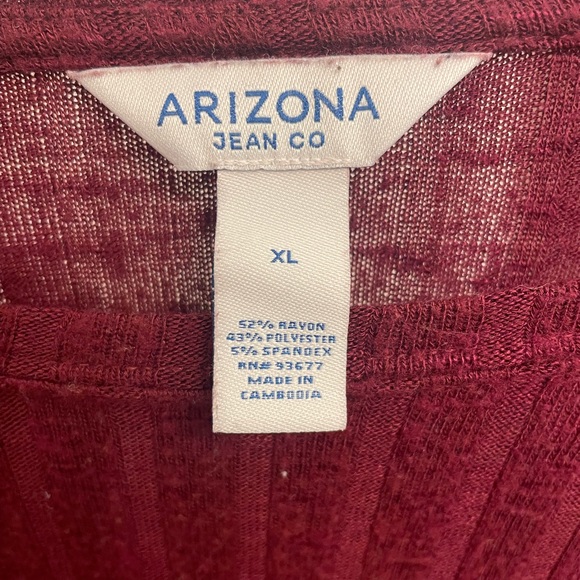 ARIZONA
JEAN CO
XL
52% RAYON
43% POLYESTER
5% SPANDEX
RN# 93677
MADE IN
CAMBODIA